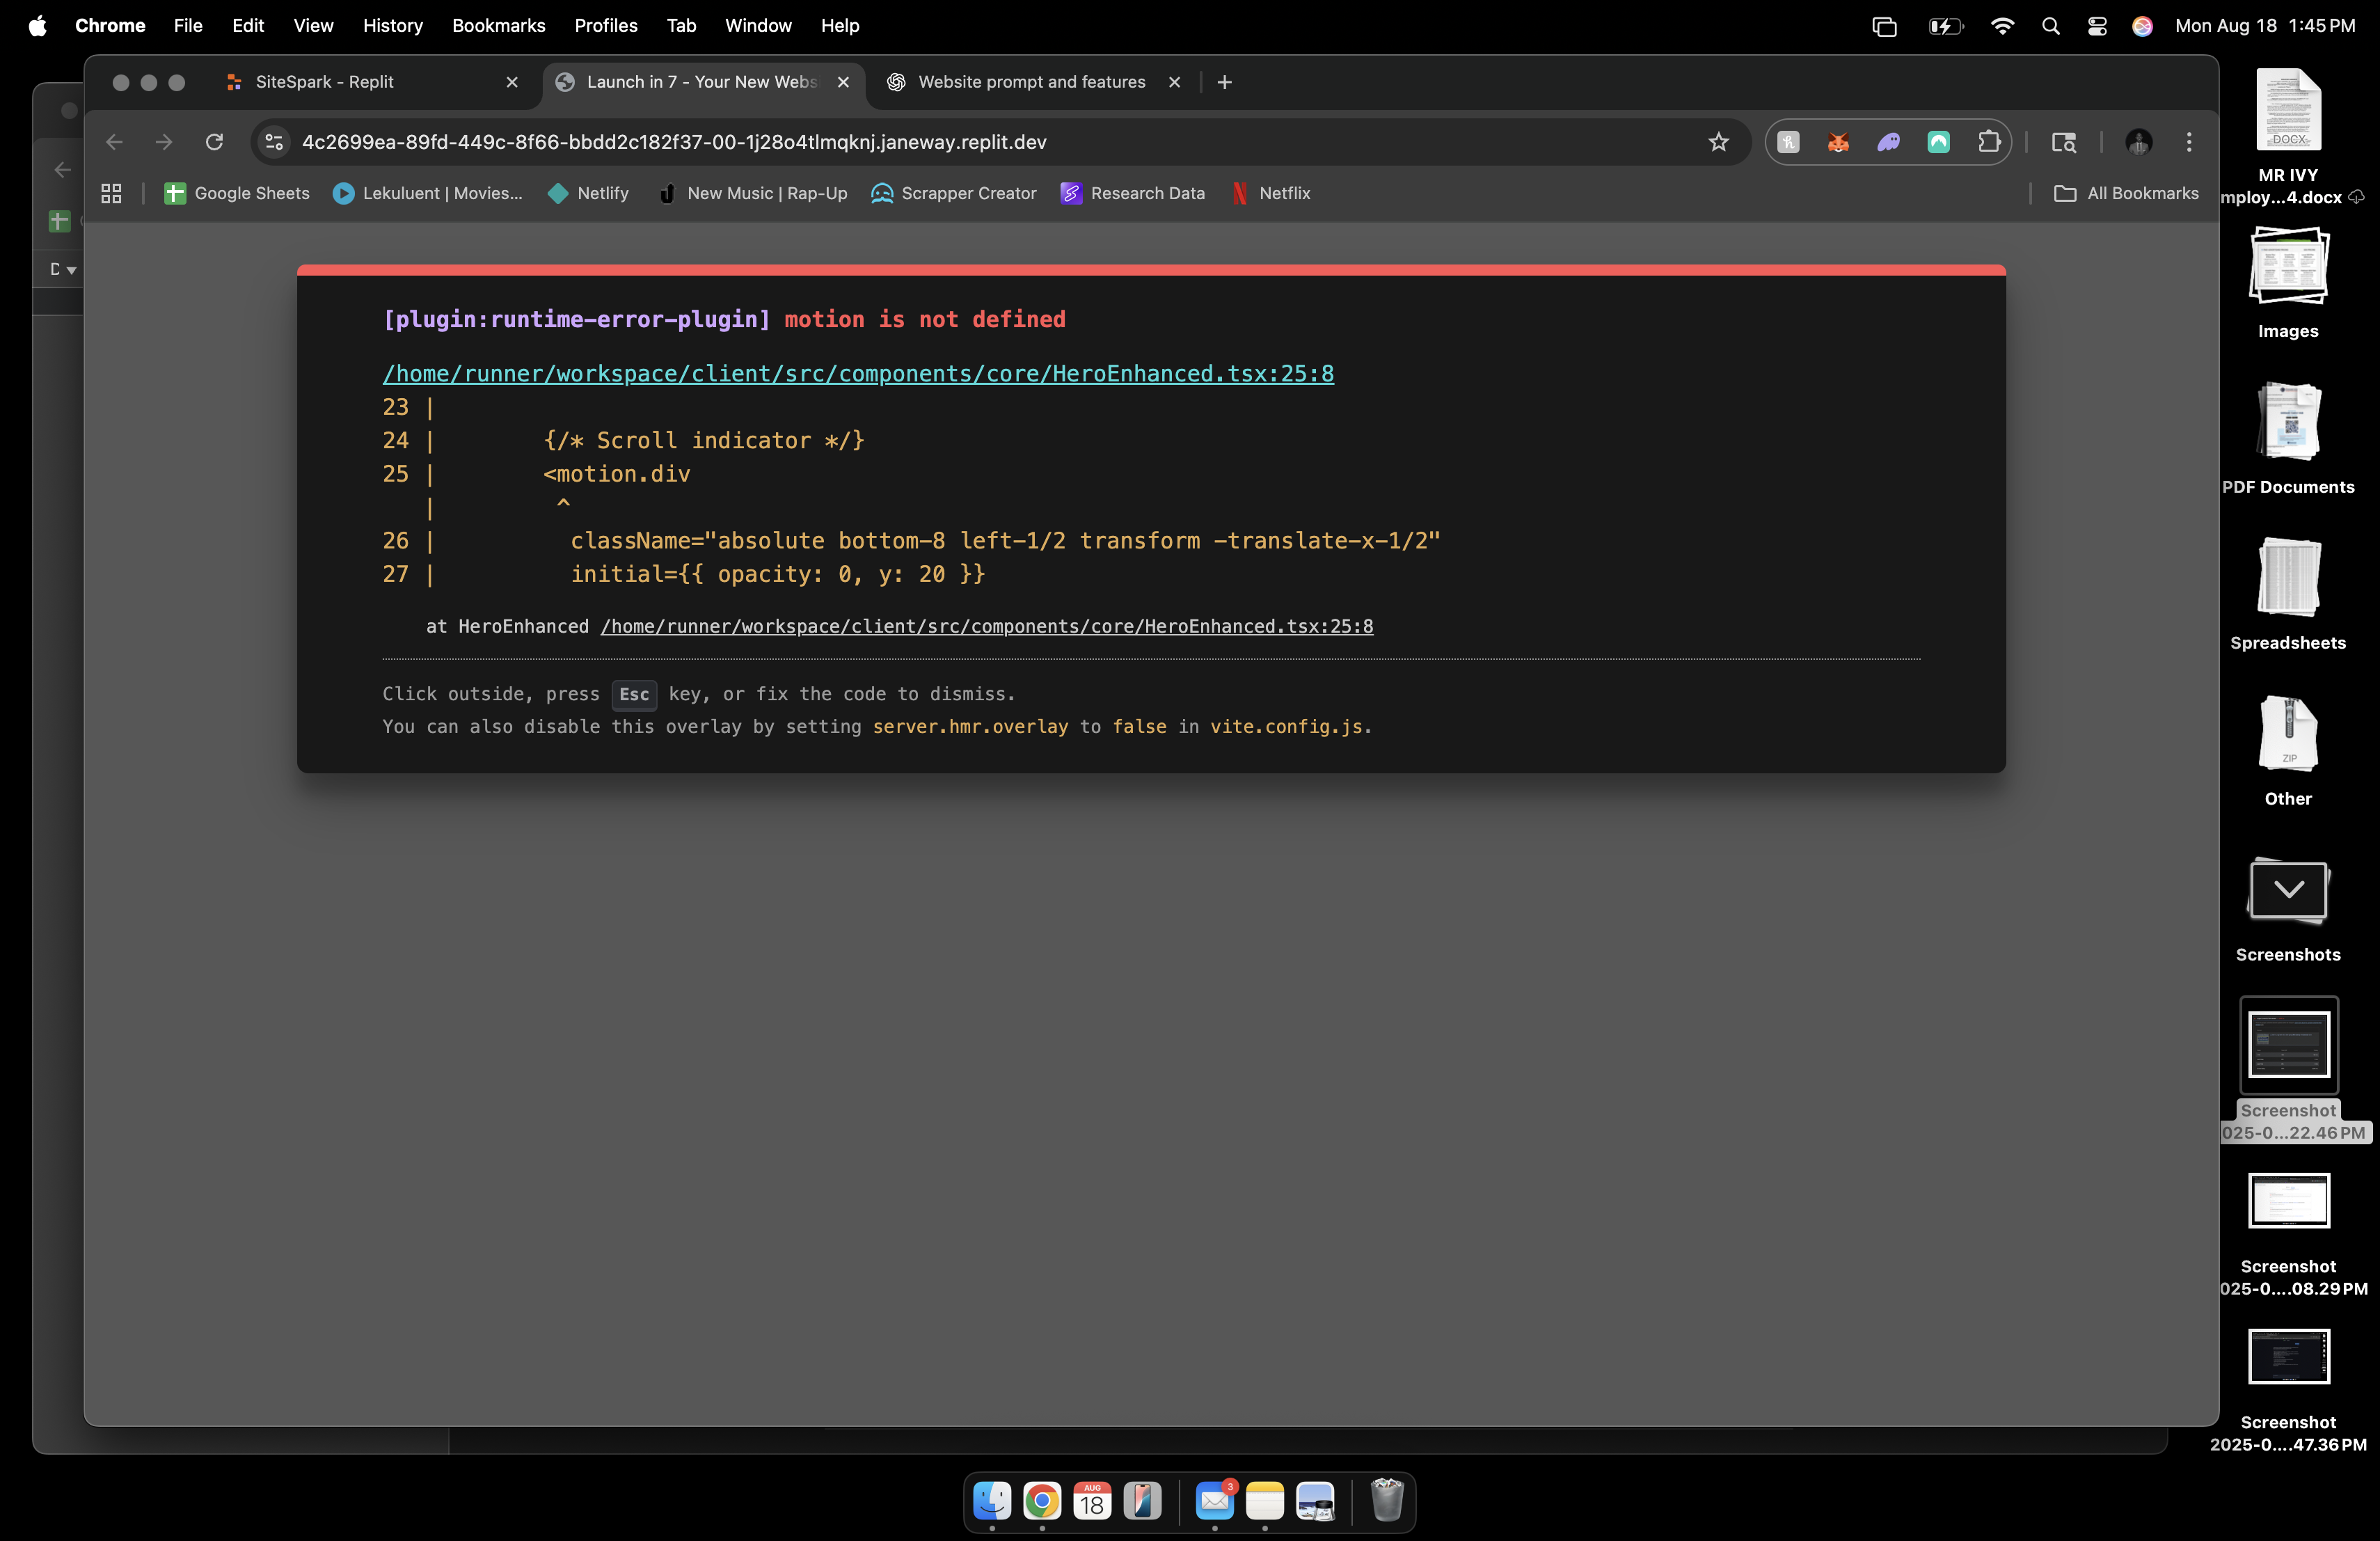 Chrome File Edit View History Bookmarks Profiles Tab Window Help
Mon Aug 18 1:45 PM
SiteSpark - Replit
Launch in 7 - Your New Webs
Website prompt and features
4c2699ea-89fd-449c-8f66-bbdd2c182f37-00-1j28o4tlmqknj.janeway.replit.dev
Google Sheets Lekuluent | Movies... Netlify New Music | Rap-Up Scrapper Creator Research Data Netflix All Bookmarks
[plugin:runtime-error-plugin] motion is not defined
/home/runner/workspace/client/src/components/core/HeroEnhanced.tsx:25:8
23 |
24 | {/* Scroll indicator */}
25 | <motion.div
| ^
26 | className="absolute bottom-8 left-1/2 transform -translate-x-1/2"
27 | initial={{ opacity: 0, y: 20 }}
at HeroEnhanced /home/runner/workspace/client/src/components/core/HeroEnhanced.tsx:25:8
Click outside, press Esc key, or fix the code to dismiss.
You can also disable this overlay by setting server.hmr.overlay to false in vite.config.js.
DOCX
MR IVY
mploy...4.docx
Images
PDF Documents
Spreadsheets
ZIP
Other
Screenshots
Screenshot
025-0...22.46 PM
Screenshot
025-0....08.29 PM
Screenshot
2025-0....47.36 PM
AUG
18
3